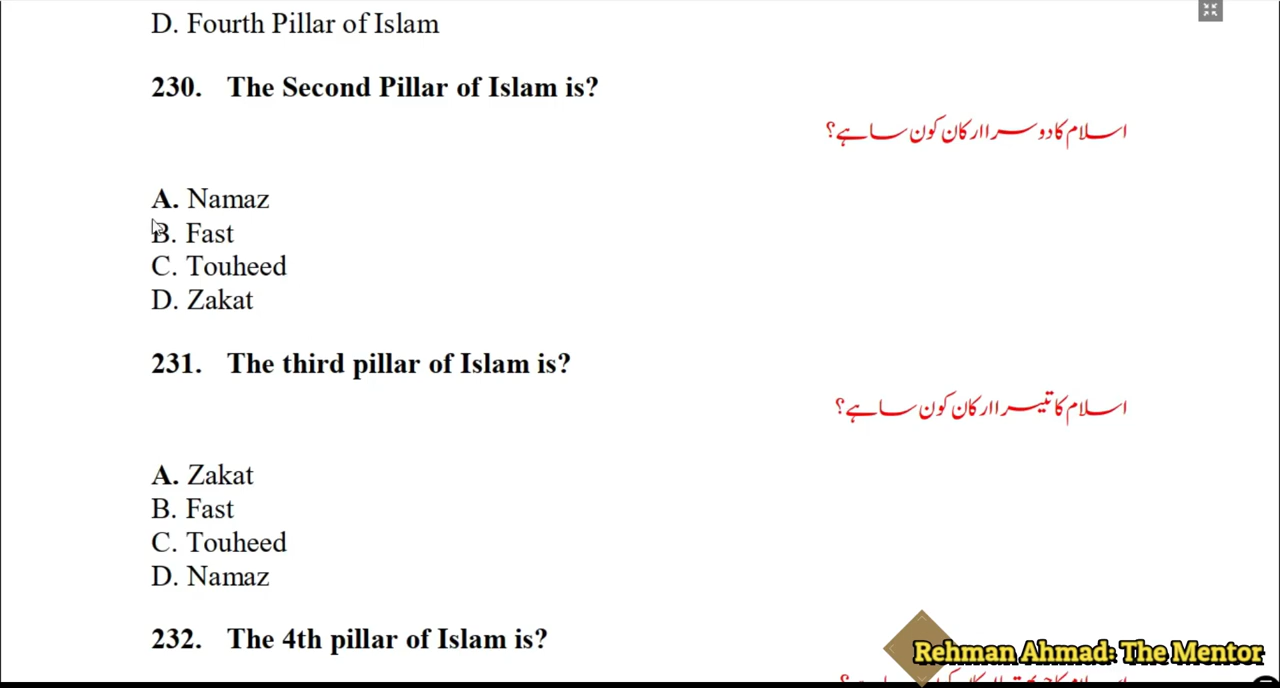 D. Fourth Pillar of Islam
230. The Second Pillar of Islam is?
اسلام کا دوسرا ارکان کون سا ہے؟
A. Namaz
B. Fast
C. Touheed
D. Zakat
231. The third pillar of Islam is?
اسلام کا تیسرا ارکان کون سا ہے؟
A. Zakat
B. Fast
C. Touheed
D. Namaz
232. The 4th pillar of Islam is?
Rehman Ahmad: The Mentor